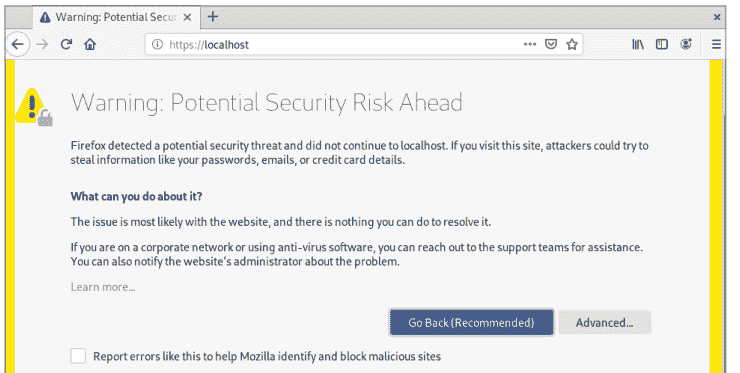 Warning: Potential Secur
https://localhost
Warning: Potential Security Risk Ahead
Firefox detected a potential security threat and did not continue to localhost. If you visit this site, attackers could try to
steal information like your passwords, emails, or credit card details.
What can you do about it?
The issue is most likely with the website, and there is nothing you can do to resolve it.
If you are on a corporate network or using anti-virus software, you can reach out to the support teams for assistance.
You can also notify the website's administrator about the problem.
Learn more...
Go Back (Recommended) Advanced...
Report errors like this to help Mozilla identify and block malicious sites